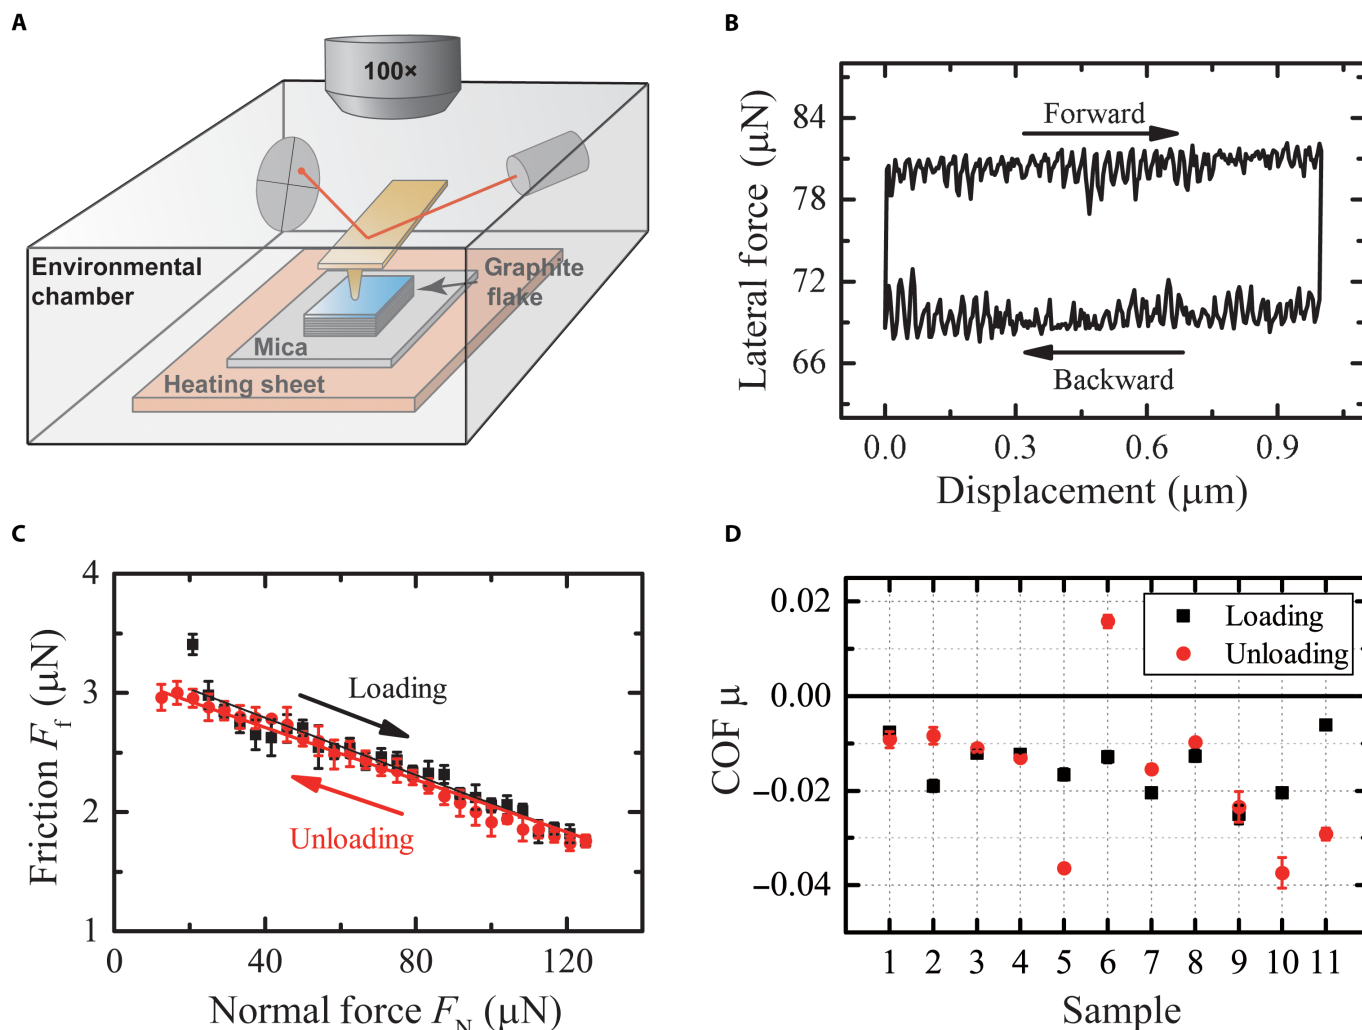 A
100×
Environmental
chamber
Graphite
flake
Mica
Heating sheet
B
Lateral force (μN)
84
78
72
66
Forward
Backward
0.0 0.3 0.6 0.9
Displacement (μm)
C
Friction Ff (μN)
4
3
2
1
Loading
Unloading
0 40 80 120
Normal force FN (μN)
D
COF μ
0.02
0.00
−0.02
−0.04
Loading
Unloading
1 2 3 4 5 6 7 8 9 10 11
Sample